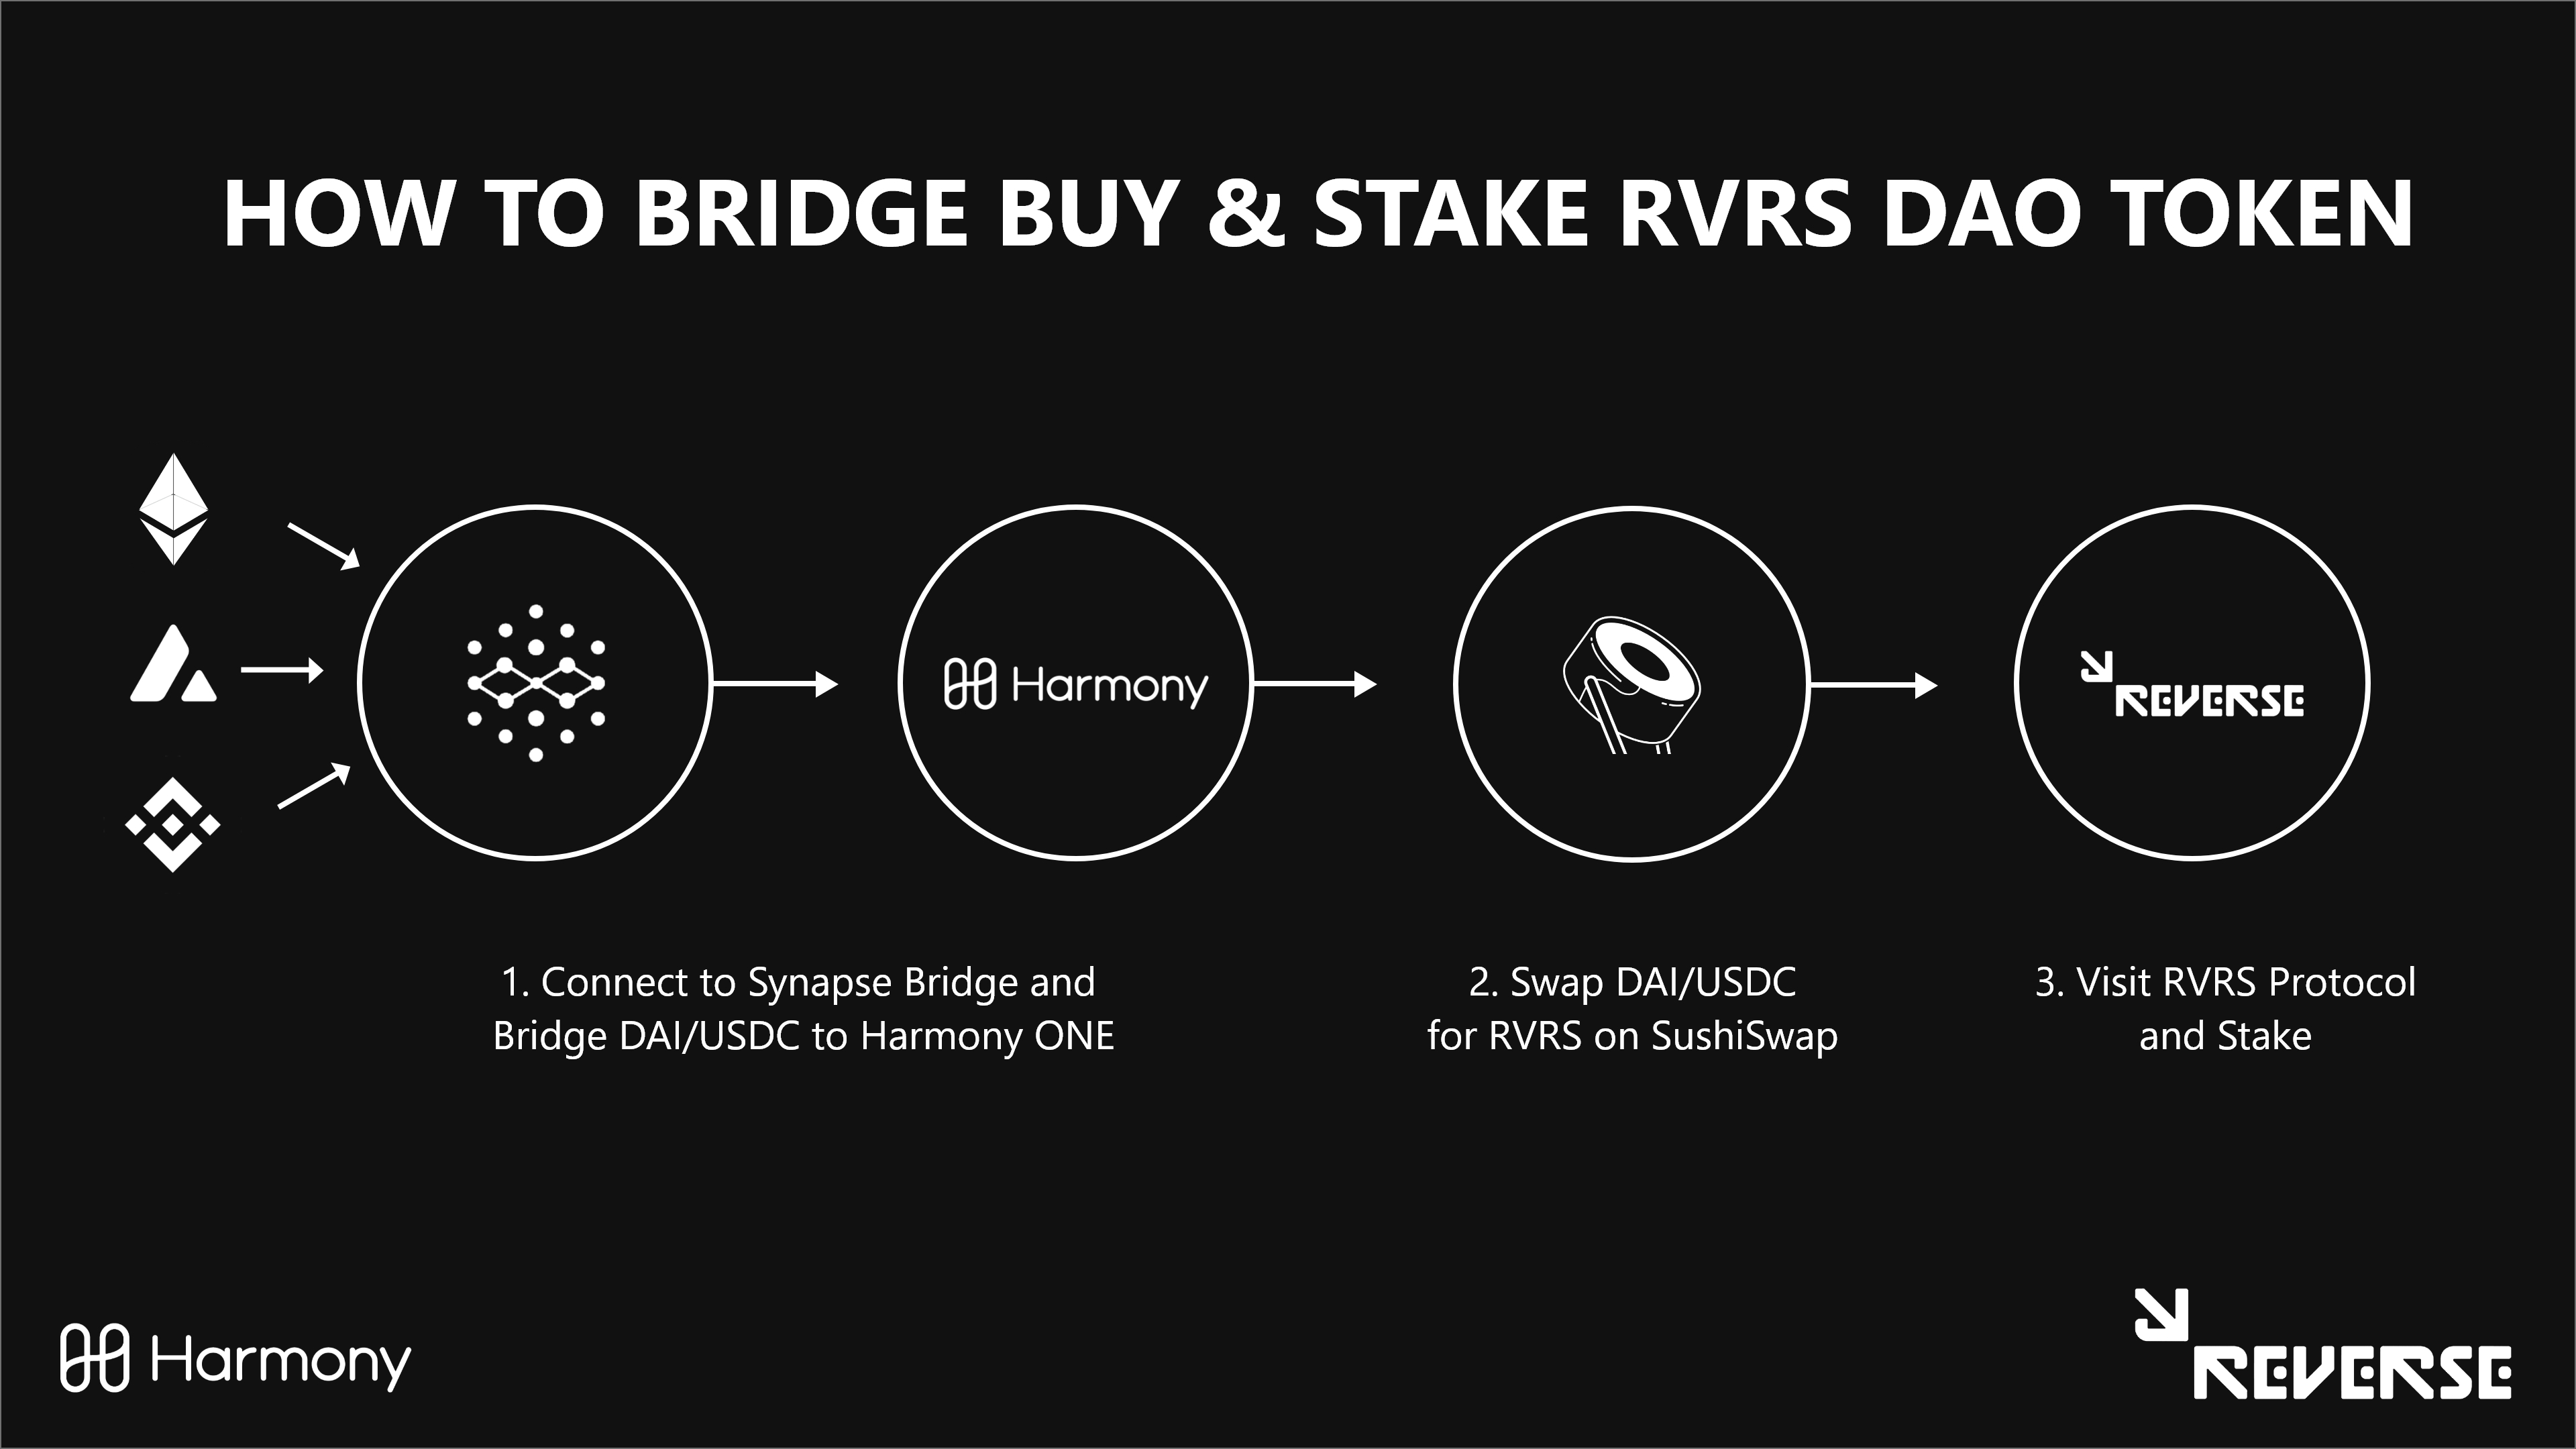 HOW TO BRIDGE BUY & STAKE RVRS DAO TOKEN
Harmony
REVERSE
1. Connect to Synapse Bridge and
Bridge DAI/USDC to Harmony ONE
2. Swap DAI/USDC
for RVRS on SushiSwap
3. Visit RVRS Protocol
and Stake
Harmony
REVERSE